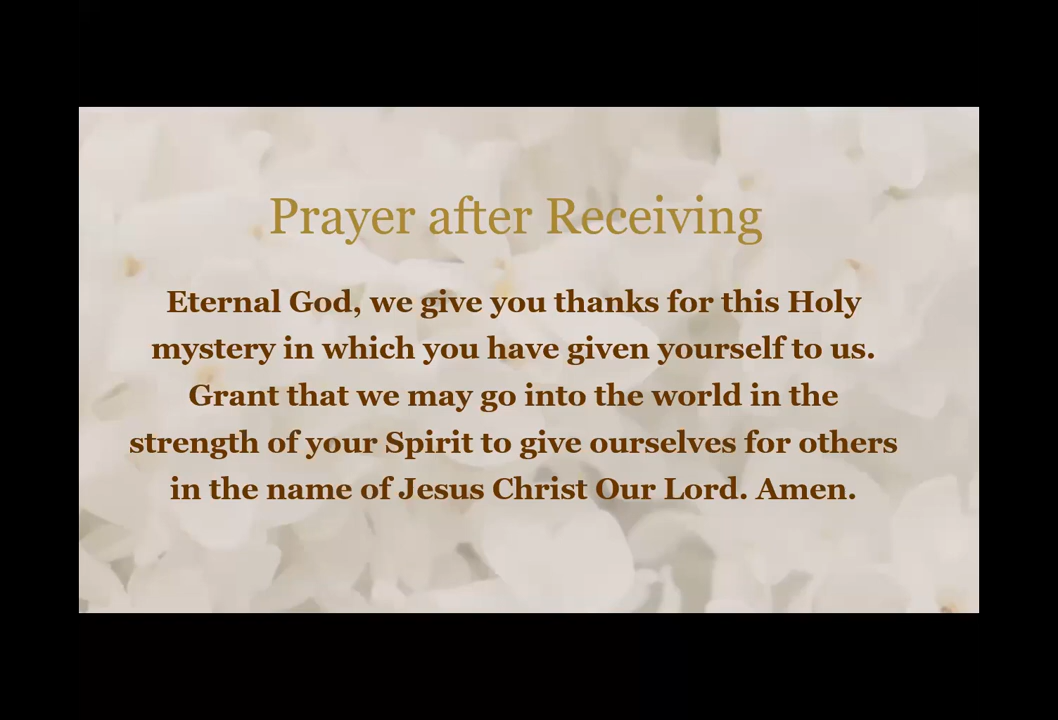 Prayer after Receiving
Eternal God, we give you thanks for this Holy
mystery in which you have given yourself to us.
Grant that we may go into the world in the
strength of your Spirit to give ourselves for others
in the name of Jesus Christ Our Lord. Amen.